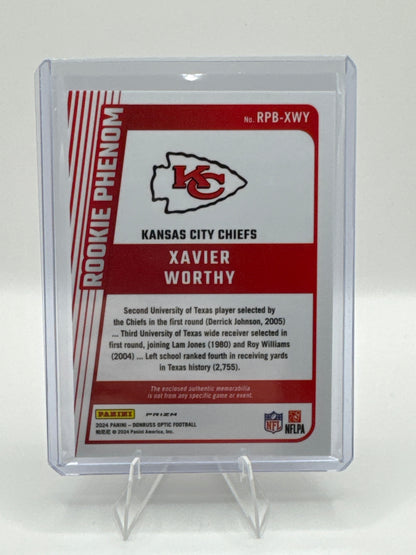 No. RPB-XWY
ROOKIE PHENOM
KC
KANSAS CITY CHIEFS
XAVIER
WORTHY
Second University of Texas player selected
by the Chiefs in the first round (Derrick Johnson, 2005)
... Third University of Texas wide receiver selected in
first round, joining Lam Jones (1980) and Roy Williams
(2004) ... Left school ranked fourth in receiving yards
in Texas history (2,755).
The enclosed authentic memorabilia
is not from any specific game or event.
PANINI PRIZM
2024 PANINI – DONRUSS OPTIC FOOTBALL
© 2024 Panini America, Inc.
NFL NFLPA